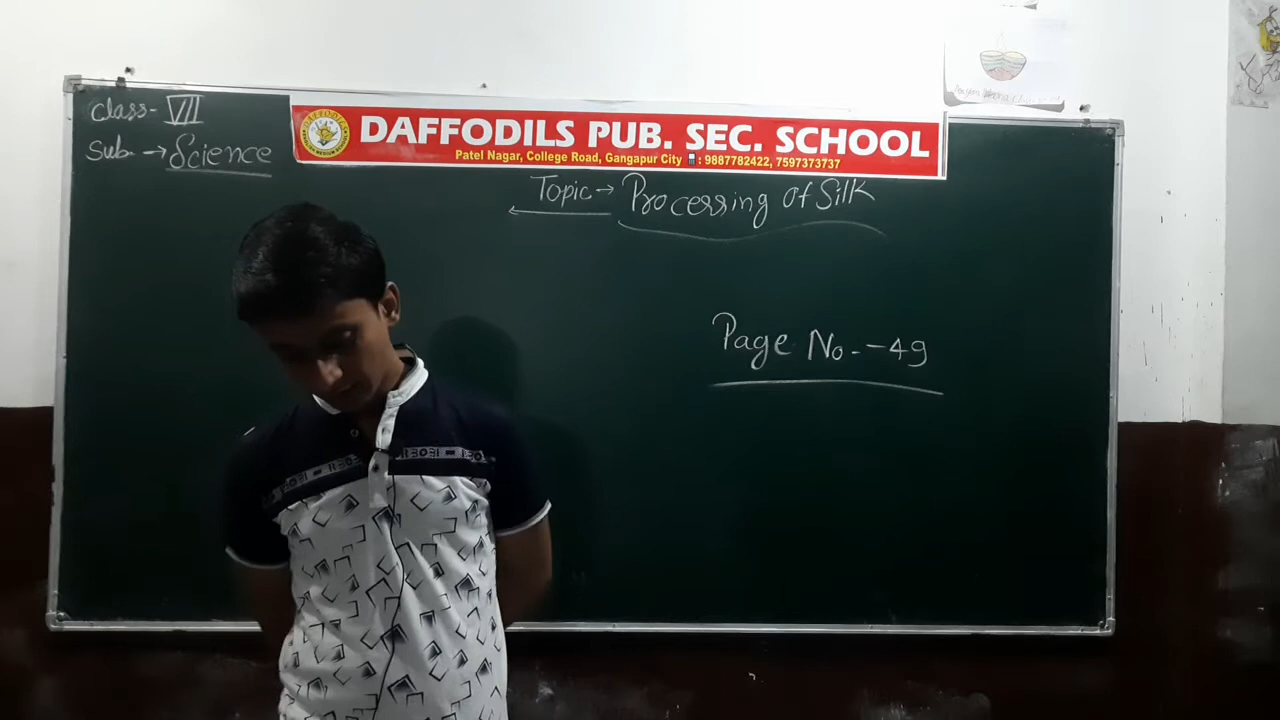 Class- VII
Sub. → Science
DAFFODILS PUB. SEC. SCHOOL
Patel Nagar, College Road, Gangapur City : 9887782422, 7597373737
Topic → Processing of Silk
Page No. - 49